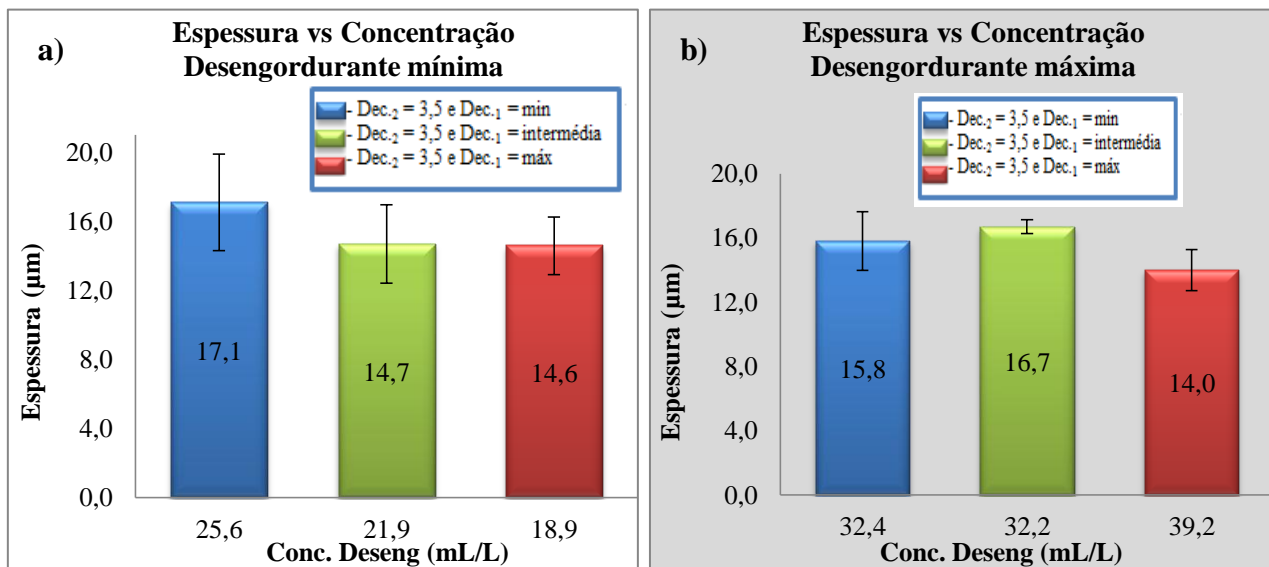 a)
Espessura vs Concentração
Desengordurante mínima
- Dec.₂ = 3,5 e Dec.₁ = min
- Dec.₂ = 3,5 e Dec.₁ = intermédia
- Dec.₂ = 3,5 e Dec.₁ = máx
Espessura (µm)
20,0
16,0
12,0
8,0
4,0
0,0
17,1
14,7
14,6
25,6
21,9
18,9
Conc. Deseng (mL/L)
b)
Espessura vs Concentração
Desengordurante máxima
- Dec.₂ = 3,5 e Dec.₁ = min
- Dec.₂ = 3,5 e Dec.₁ = intermédia
- Dec.₂ = 3,5 e Dec.₁ = máx
Espessura (µm)
20,0
16,0
12,0
8,0
4,0
0,0
15,8
16,7
14,0
32,4
32,2
39,2
Conc. Deseng (mL/L)